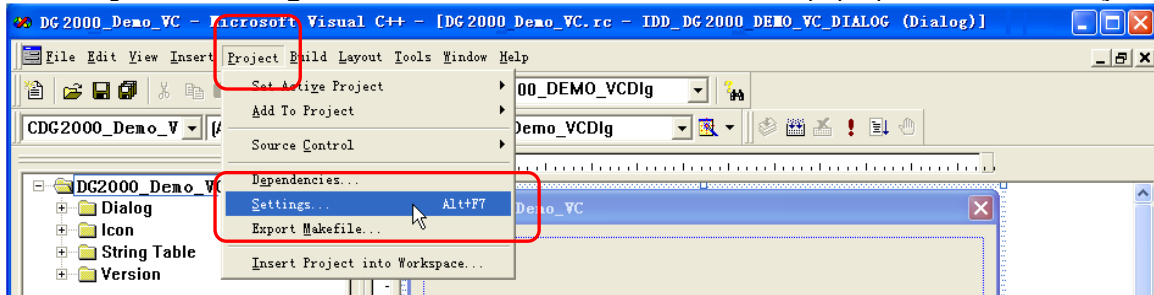 DG2000_Demo_VC - Microsoft Visual C++ - [DG2000_Demo_VC.rc - IDD_DG2000_DEMO_VC_DIALOG (Dialog)]
File Edit View Insert Project Build Layout Tools Window Help
Set Active Project
00_DEMO_VCDlg
Add To Project
CDG2000_Demo_V
Demo_VCDlg
Source Control
Dependencies...
DG2000_Demo_VC
Settings... Alt+F7
Demo_VC
Dialog
Icon
Export Makefile...
String Table
Insert Project into Workspace...
Version